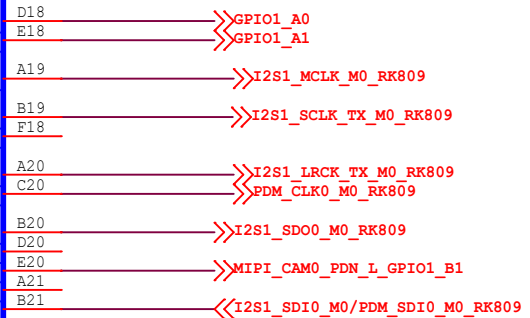 D18 GPIO1_A0
E18 GPIO1_A1
A19 I2S1_MCLK_M0_RK809
B19 I2S1_SCLK_TX_M0_RK809
F18
A20 I2S1_LRCK_TX_M0_RK809
C20 PDM_CLK0_M0_RK809
B20 I2S1_SDO0_M0_RK809
D20
E20 MIPI_CAM0_PDN_L_GPIO1_B1
A21
B21 I2S1_SDI0_M0/PDM_SDI0_M0_RK809